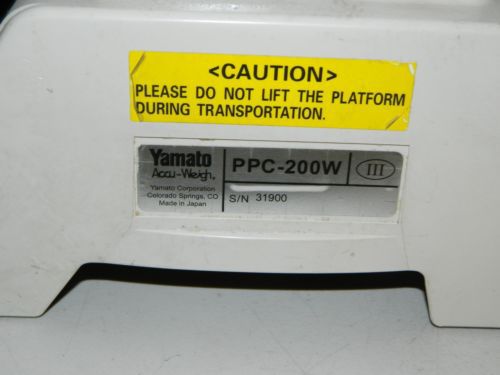 <CAUTION>
PLEASE DO NOT LIFT THE PLATFORM
DURING TRANSPORTATION.
Yamato
Accu-Weigh,
Yamato Corporation
Colorado Springs, CO
Made in Japan
PPC-200W
III
S/N 31900